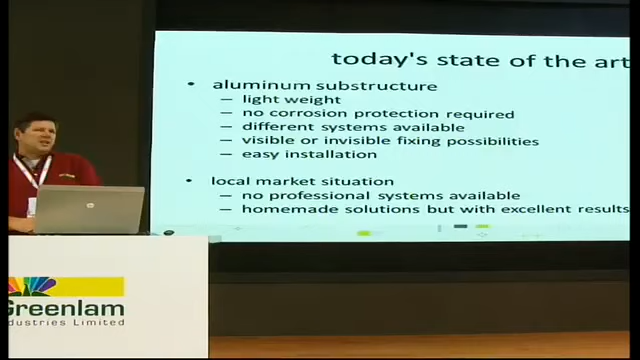 today's state of the art
• aluminum substructure
– light weight
– no corrosion protection required
– different systems available
– visible or invisible fixing possibilities
– easy installation
• local market situation
– no professional systems available
– homemade solutions but with excellent results
Greenlam
Industries Limited
hp